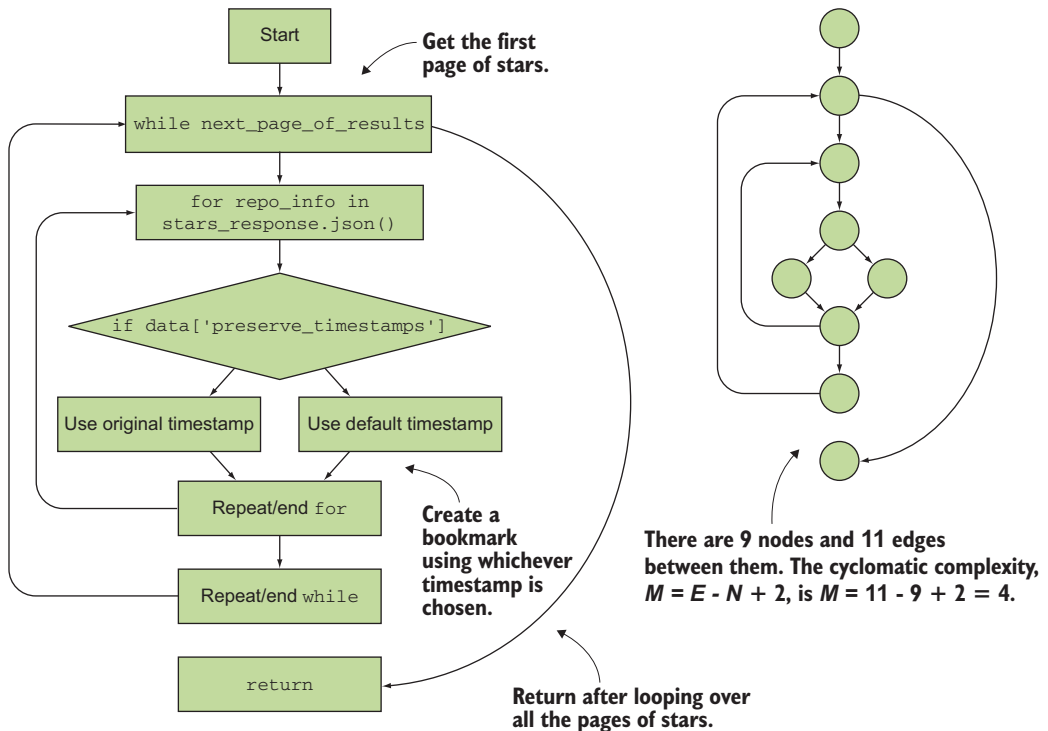 Start
Get the first
page of stars.
while next_page_of_results
for repo_info in
stars_response.json()
if data['preserve_timestamps']
Use original timestamp
Use default timestamp
Repeat/end for
Create a
bookmark
using whichever
timestamp is
chosen.
Repeat/end while
return
Return after looping over
all the pages of stars.
There are 9 nodes and 11 edges
between them. The cyclomatic complexity,
M = E - N + 2, is M = 11 - 9 + 2 = 4.